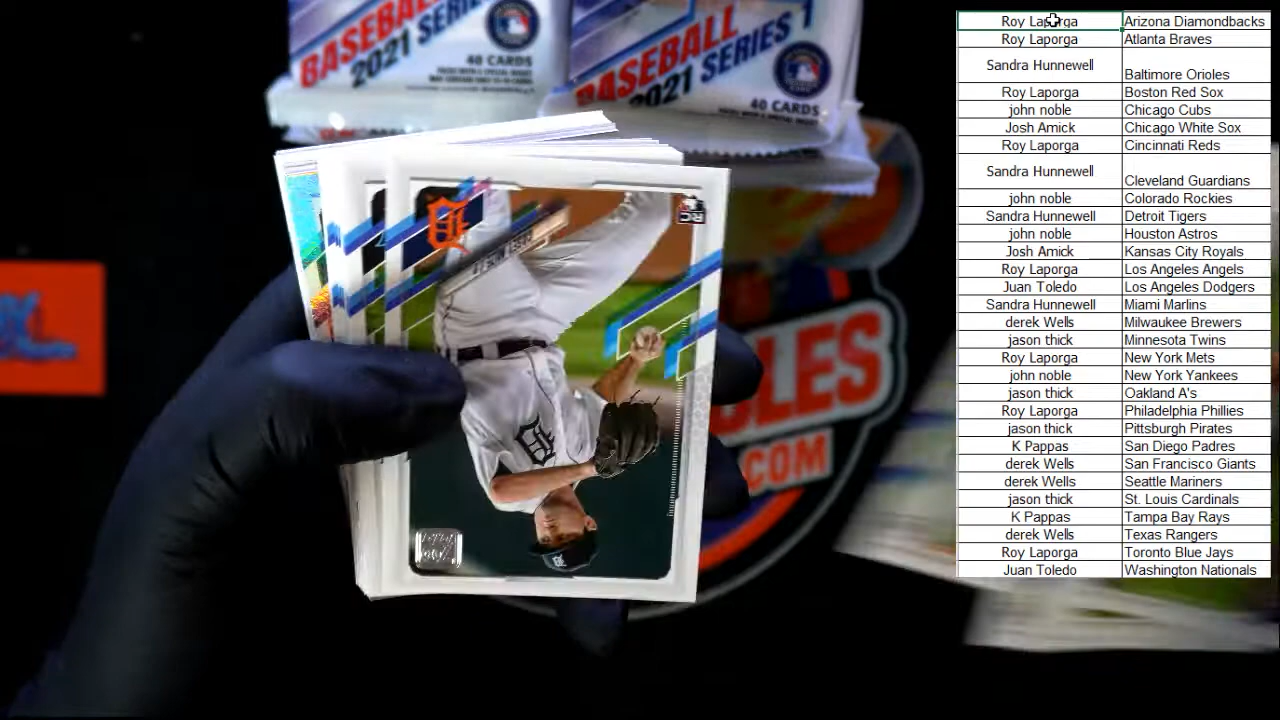 BASEBALL
2021 SERIES
40 CARDS
BASEBALL
2021 SERIES 1
40 CARDS
RC
CASEY MIZE
.COM
Roy Laporga Arizona Diamondbacks
Roy Laporga Atlanta Braves
Sandra Hunnewell Baltimore Orioles
Roy Laporga Boston Red Sox
john noble Chicago Cubs
Josh Amick Chicago White Sox
Roy Laporga Cincinnati Reds
Sandra Hunnewell Cleveland Guardians
john noble Colorado Rockies
Sandra Hunnewell Detroit Tigers
john noble Houston Astros
Josh Amick Kansas City Royals
Roy Laporga Los Angeles Angels
Juan Toledo Los Angeles Dodgers
Sandra Hunnewell Miami Marlins
derek Wells Milwaukee Brewers
jason thick Minnesota Twins
Roy Laporga New York Mets
john noble New York Yankees
jason thick Oakland A's
Roy Laporga Philadelphia Phillies
jason thick Pittsburgh Pirates
K Pappas San Diego Padres
derek Wells San Francisco Giants
derek Wells Seattle Mariners
jason thick St. Louis Cardinals
K Pappas Tampa Bay Rays
derek Wells Texas Rangers
Roy Laporga Toronto Blue Jays
Juan Toledo Washington Nationals